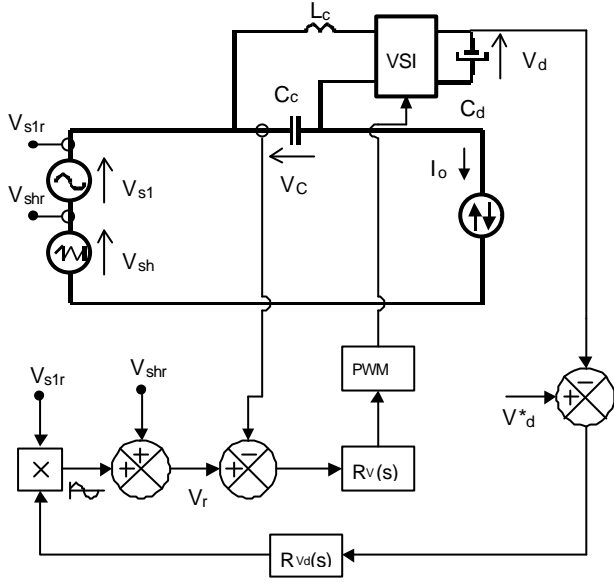 Lc
VSI
Vd
Cc
Cd
Vs1r
Vs1
VC
Io
Vshr
Vsh
PWM
Vs1r
Vshr
−
+
V*d
×
+
+
+
−
Vr
RV(s)
RVd(s)